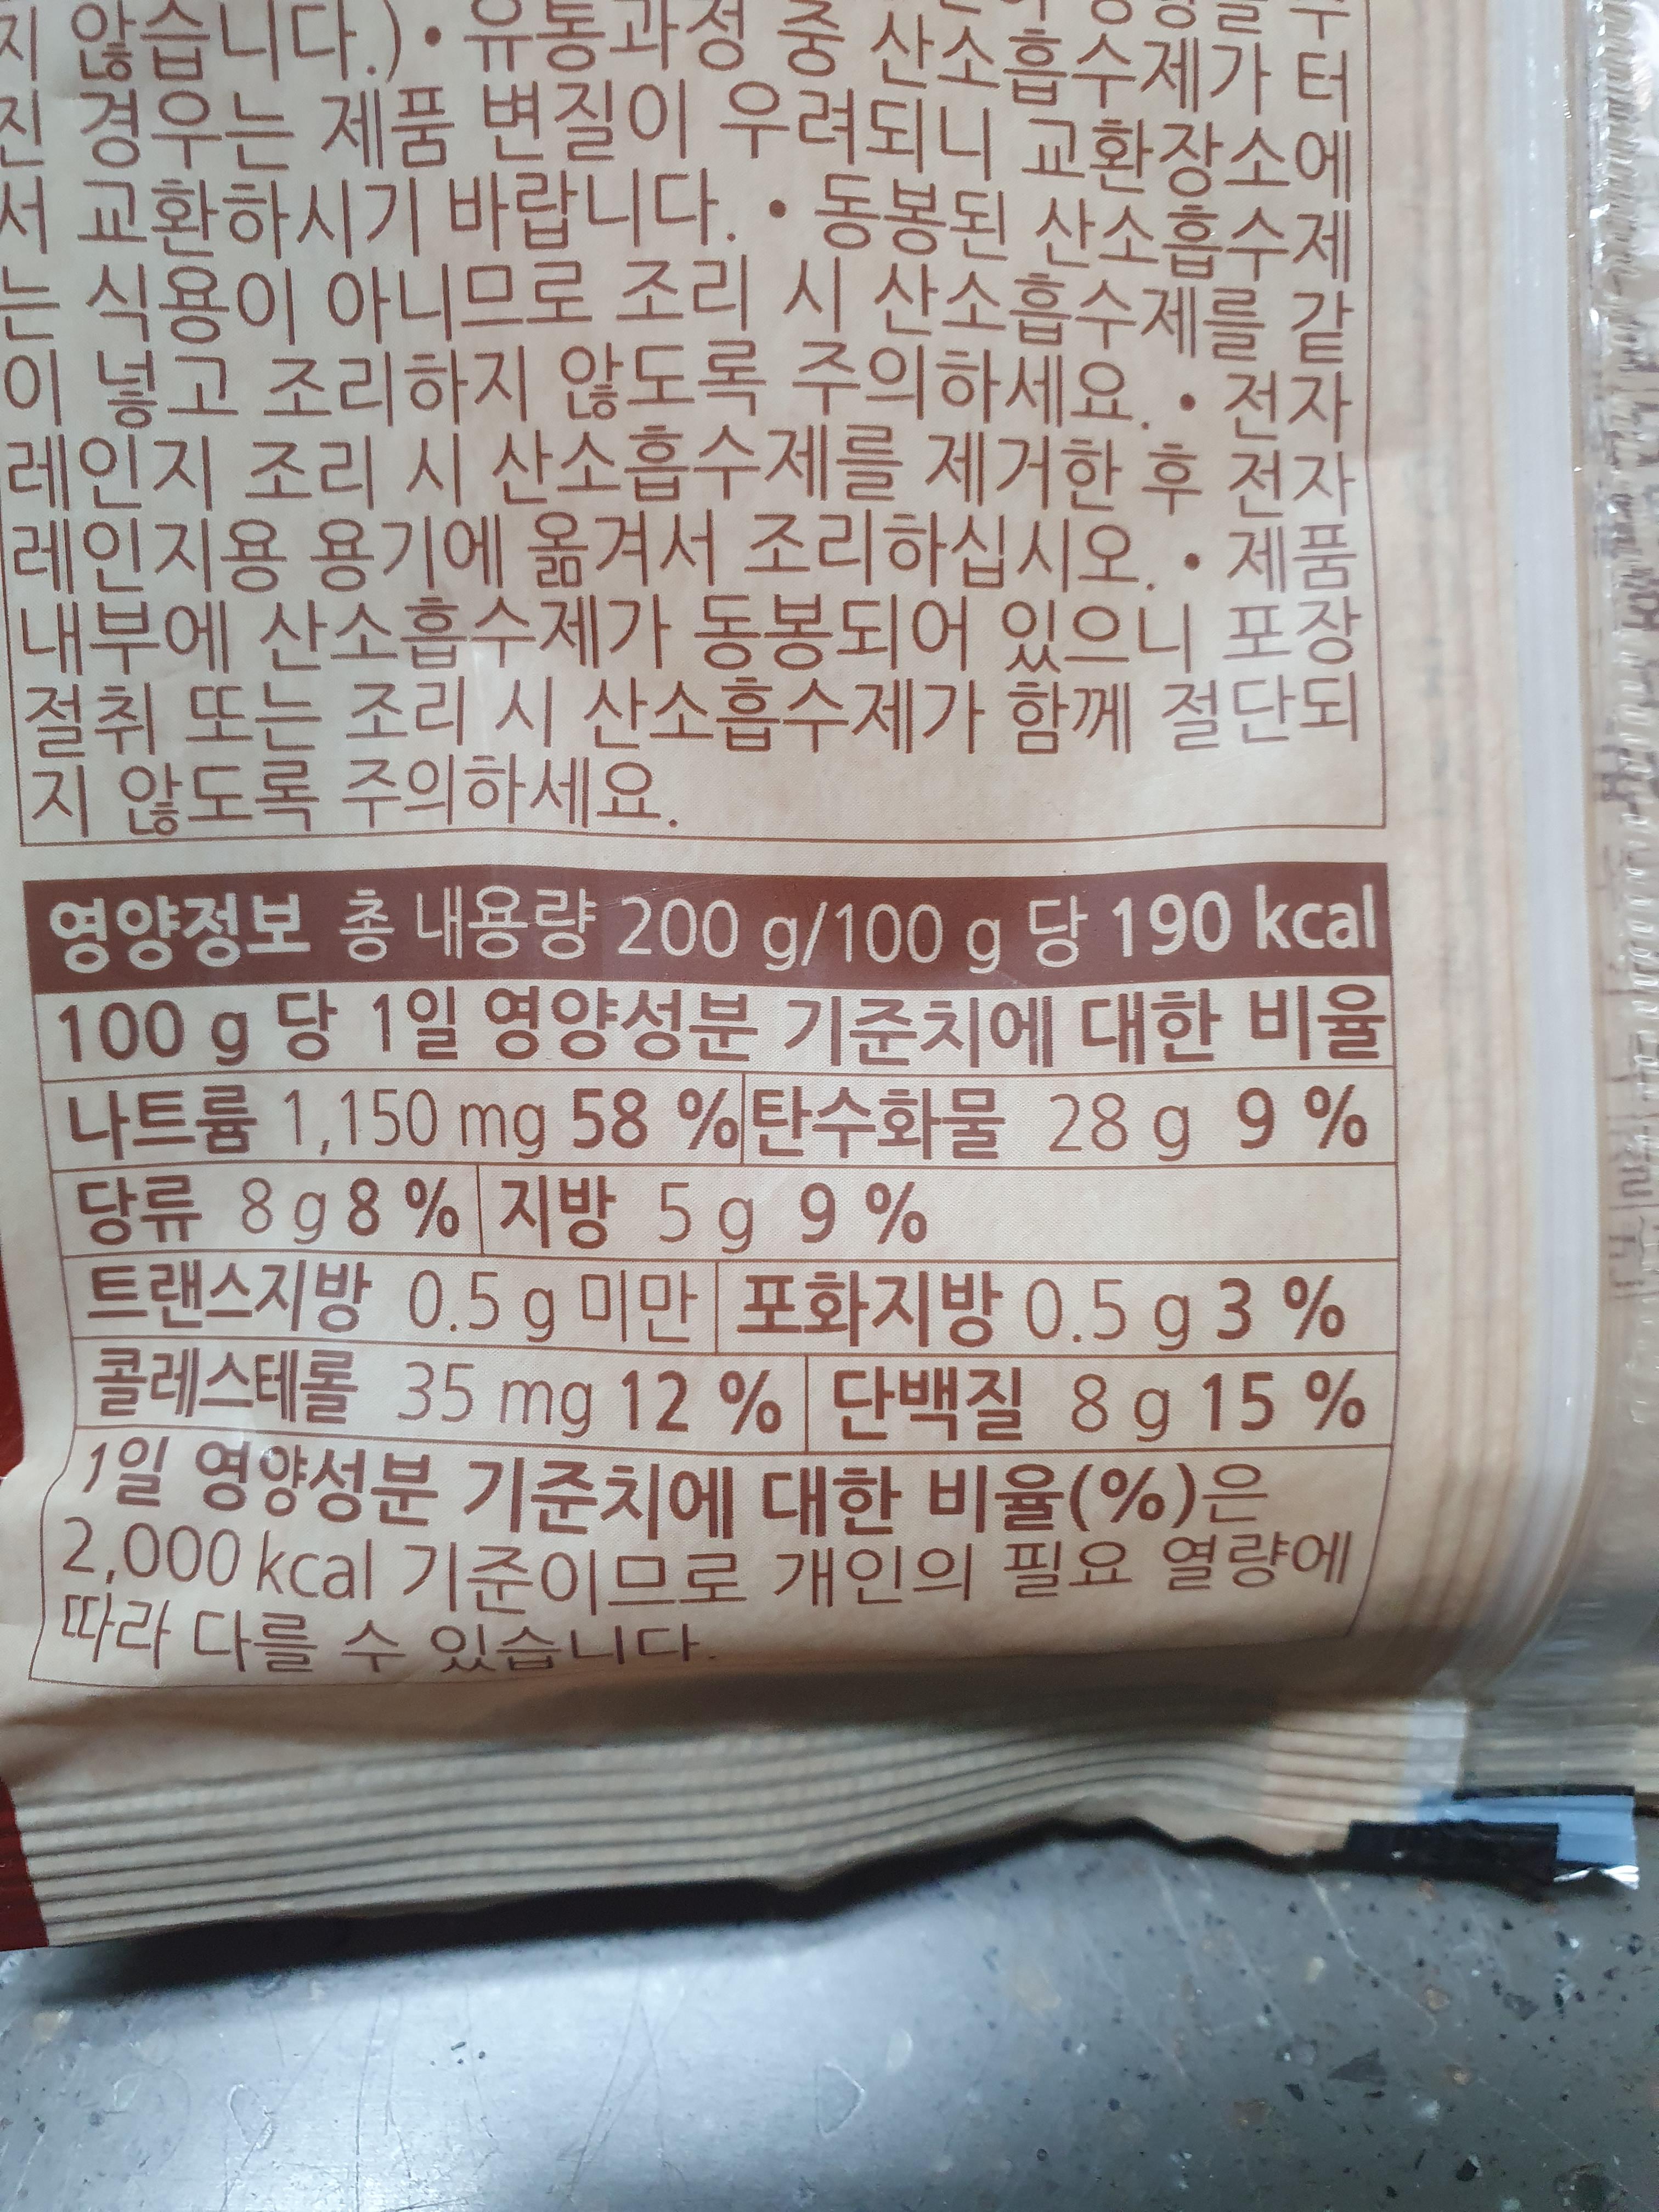 지 않습니다.)• 유통과정 중 산소흡수제가 터
진 경우는 제품 변질이 우려되니 교환장소에
서 교환하시기 바랍니다. • 동봉된 산소흡수제
는 식용이 아니므로 조리 시 산소흡수제를 같
이 넣고 조리하지 않도록 주의하세요. • 전자
레인지 조리 시 산소흡수제를 제거한 후 전자
레인지용 용기에 옮겨서 조리하십시오. • 제품
내부에 산소흡수제가 동봉되어 있으니 포장
절취 또는 조리 시 산소흡수제가 함께 절단되
지 않도록 주의하세요.
영양정보 총 내용량 200 g/100 g 당 190 kcal
100 g 당 1일 영양성분 기준치에 대한 비율
나트륨 1,150 mg 58 % 탄수화물 28 g 9 %
당류 8 g 8 % 지방 5 g 9 %
트랜스지방 0.5 g 미만 포화지방 0.5 g 3 %
콜레스테롤 35 mg 12 % 단백질 8 g 15 %
1일 영양성분 기준치에 대한 비율(%)은
2,000 kcal 기준이므로 개인의 필요 열량에
따라 다를 수 있습니다.